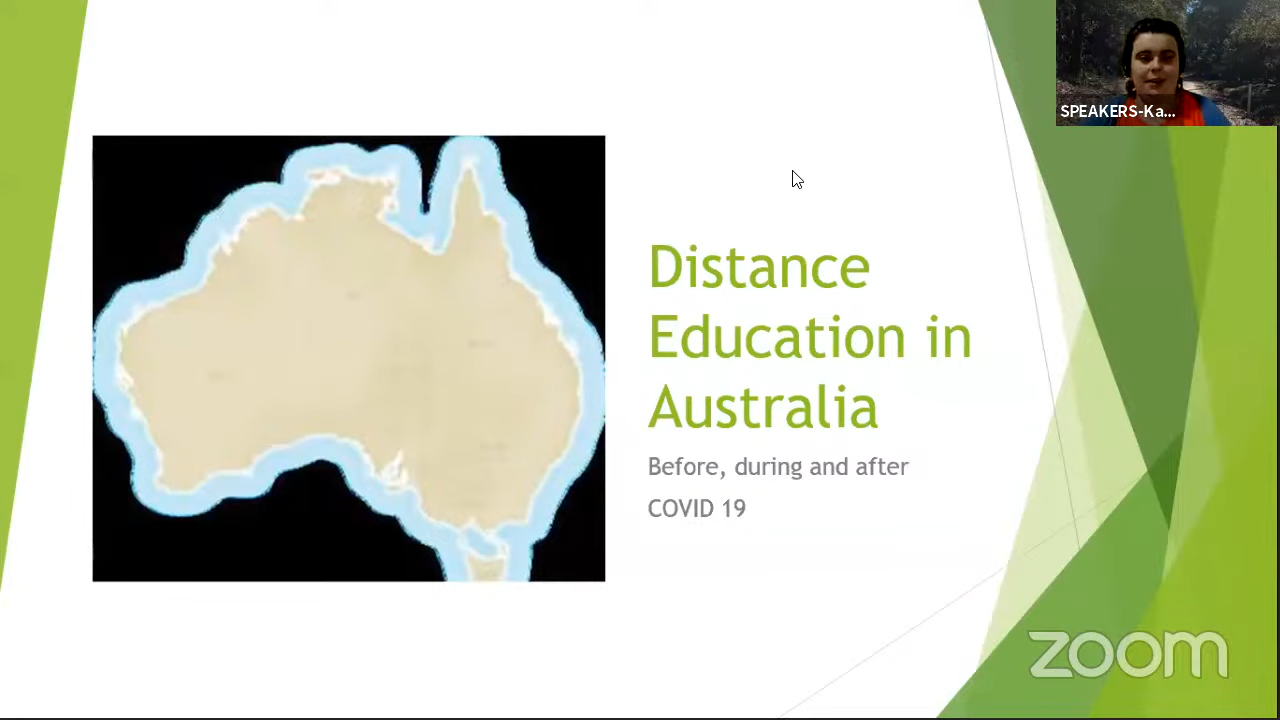 SPEAKERS-Ka...
Distance
Education in
Australia
Before, during and after
COVID 19
zoom